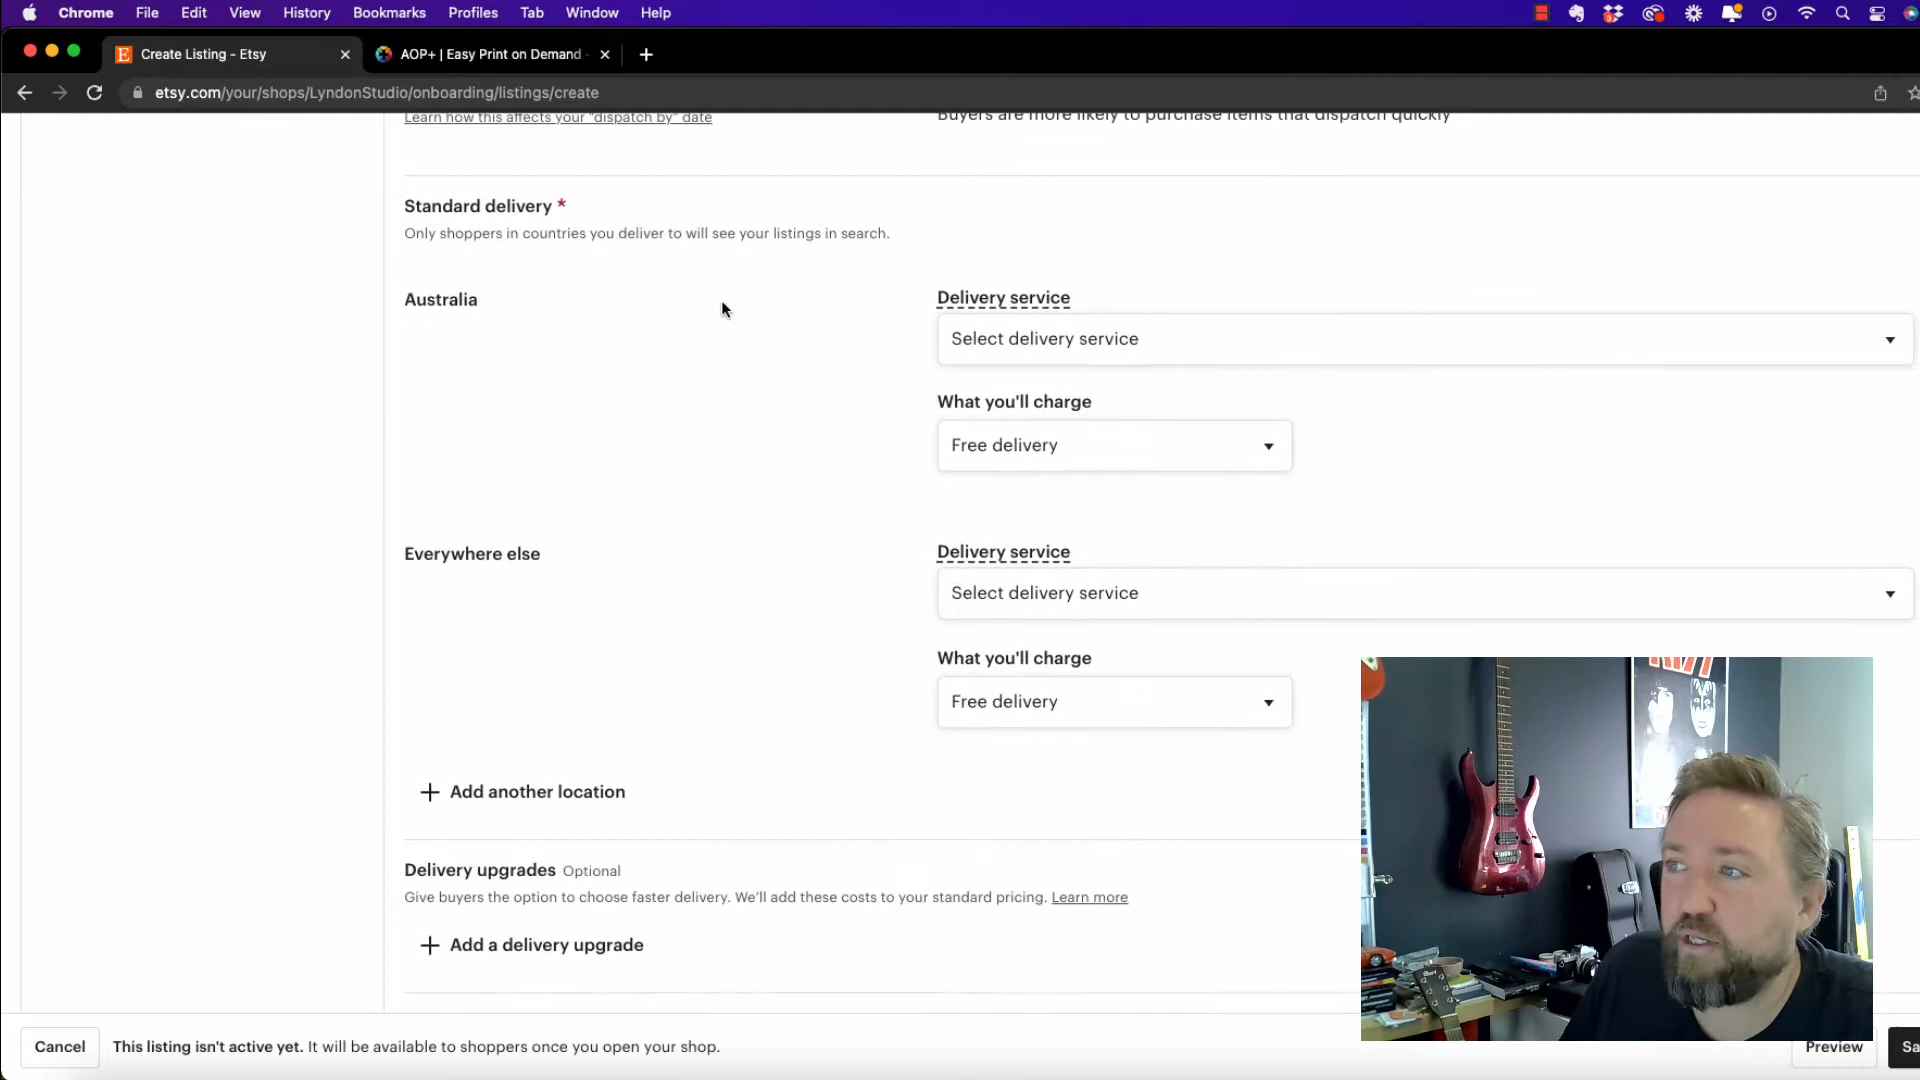 Chrome File Edit View History Bookmarks Profiles Tab Window Help
Create Listing - Etsy
AOP+ | Easy Print on Demand
etsy.com/your/shops/LyndonStudio/onboarding/listings/create
Learn how this affects your "dispatch by" date
Buyers are more likely to purchase items that dispatch quickly
Standard delivery *
Only shoppers in countries you deliver to will see your listings in search.
Australia
Delivery service
Select delivery service
What you'll charge
Free delivery
Everywhere else
Delivery service
Select delivery service
What you'll charge
Free delivery
+ Add another location
Delivery upgrades Optional
Give buyers the option to choose faster delivery. We'll add these costs to your standard pricing. Learn more
+ Add a delivery upgrade
Cancel
This listing isn't active yet. It will be available to shoppers once you open your shop.
Preview
Sa